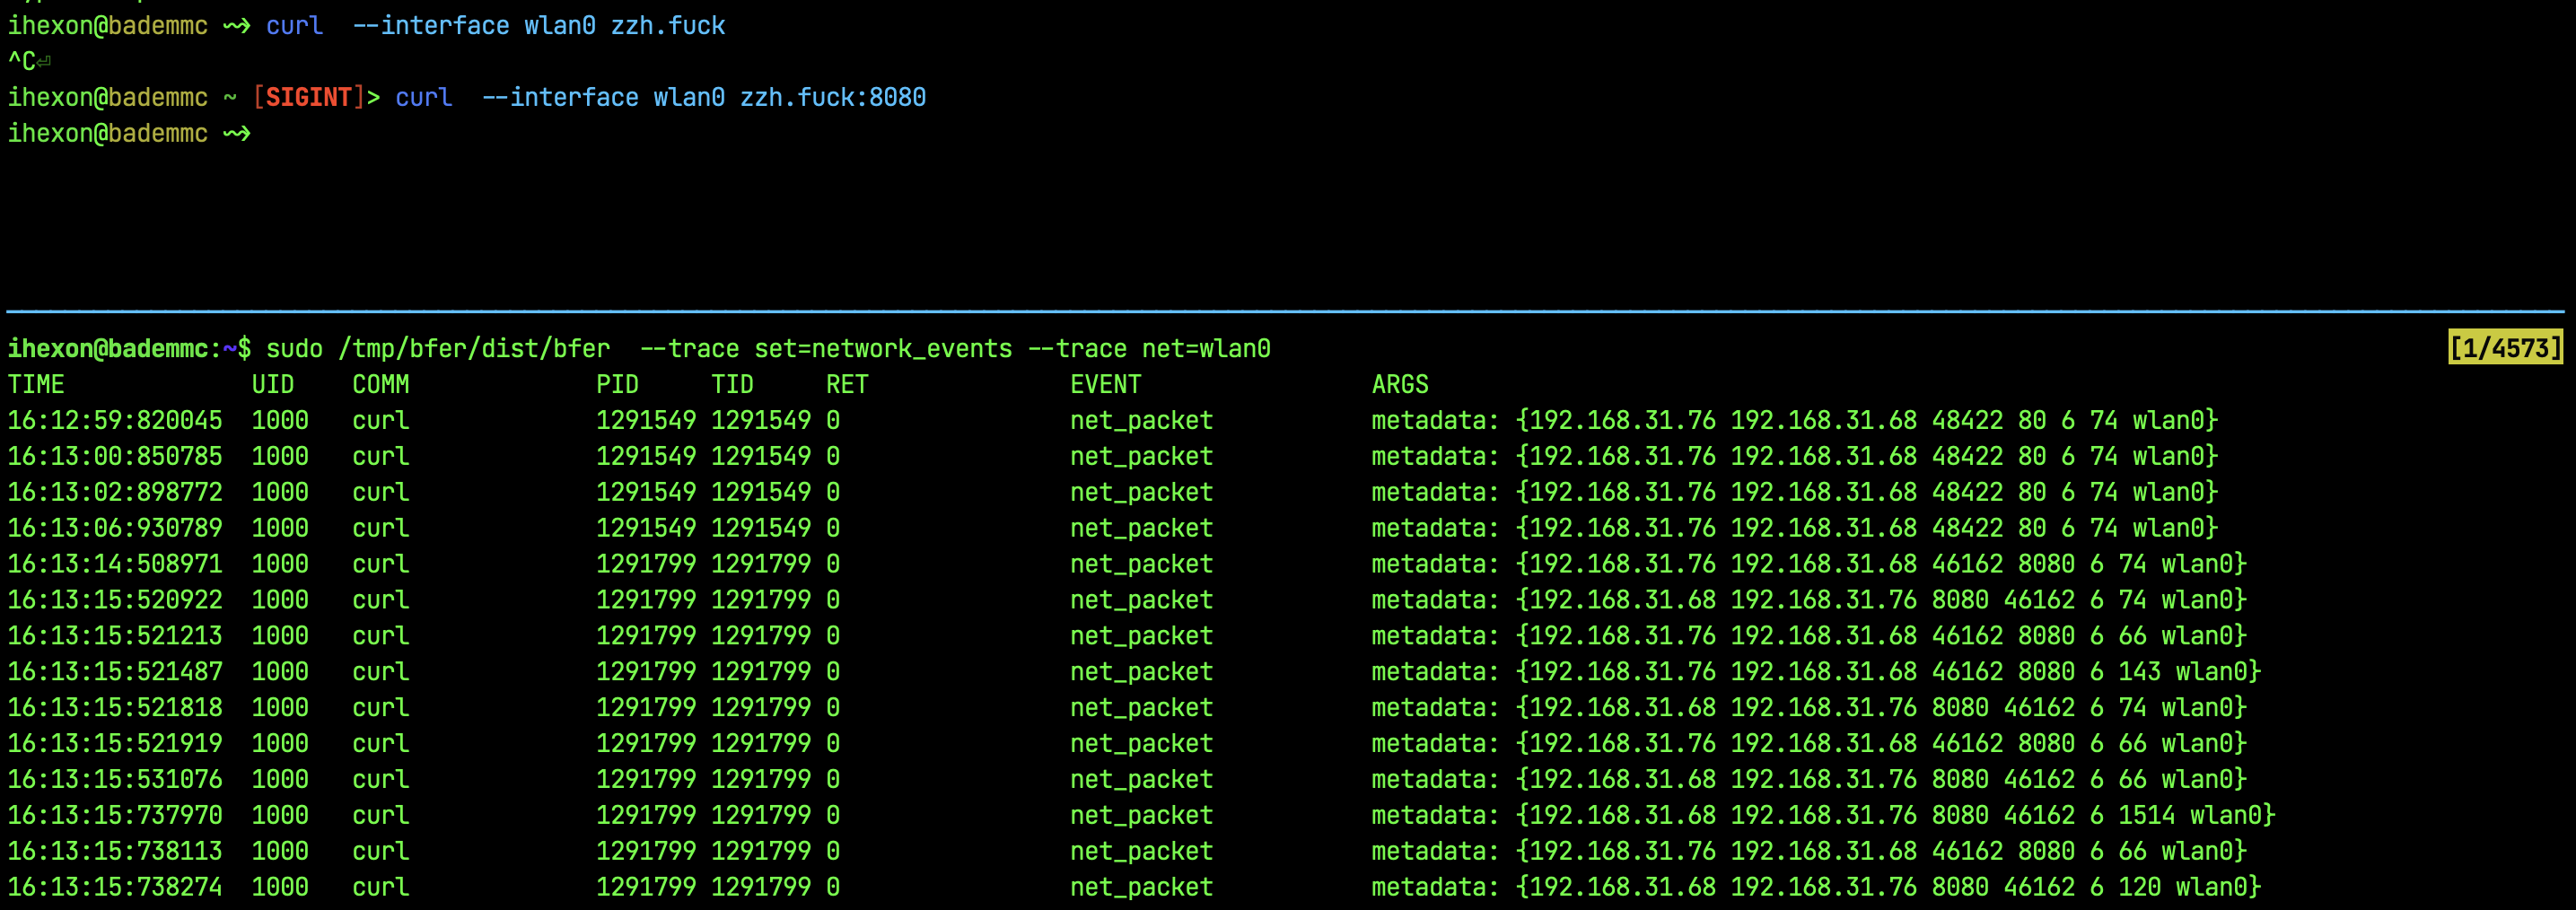 ihexon@bademmc ⇝ curl  --interface wlan0 zzh.fuck
^C⏎
ihexon@bademmc ~ [SIGINT]> curl  --interface wlan0 zzh.fuck:8080
ihexon@bademmc ⇝
ihexon@bademmc:~$ sudo /tmp/bfer/dist/bfer  --trace set=network_events --trace net=wlan0 [1/4573]
TIME UID COMM PID TID RET EVENT ARGS
16:12:59:820045 1000 curl 1291549 1291549 0 net_packet metadata: {192.168.31.76 192.168.31.68 48422 80 6 74 wlan0}
16:13:00:850785 1000 curl 1291549 1291549 0 net_packet metadata: {192.168.31.76 192.168.31.68 48422 80 6 74 wlan0}
16:13:02:898772 1000 curl 1291549 1291549 0 net_packet metadata: {192.168.31.76 192.168.31.68 48422 80 6 74 wlan0}
16:13:06:930789 1000 curl 1291549 1291549 0 net_packet metadata: {192.168.31.76 192.168.31.68 48422 80 6 74 wlan0}
16:13:14:508971 1000 curl 1291799 1291799 0 net_packet metadata: {192.168.31.76 192.168.31.68 46162 8080 6 74 wlan0}
16:13:15:520922 1000 curl 1291799 1291799 0 net_packet metadata: {192.168.31.68 192.168.31.76 8080 46162 6 74 wlan0}
16:13:15:521213 1000 curl 1291799 1291799 0 net_packet metadata: {192.168.31.76 192.168.31.68 46162 8080 6 66 wlan0}
16:13:15:521487 1000 curl 1291799 1291799 0 net_packet metadata: {192.168.31.76 192.168.31.68 46162 8080 6 143 wlan0}
16:13:15:521818 1000 curl 1291799 1291799 0 net_packet metadata: {192.168.31.68 192.168.31.76 8080 46162 6 74 wlan0}
16:13:15:521919 1000 curl 1291799 1291799 0 net_packet metadata: {192.168.31.76 192.168.31.68 46162 8080 6 66 wlan0}
16:13:15:531076 1000 curl 1291799 1291799 0 net_packet metadata: {192.168.31.68 192.168.31.76 8080 46162 6 66 wlan0}
16:13:15:737970 1000 curl 1291799 1291799 0 net_packet metadata: {192.168.31.68 192.168.31.76 8080 46162 6 1514 wlan0}
16:13:15:738113 1000 curl 1291799 1291799 0 net_packet metadata: {192.168.31.76 192.168.31.68 46162 8080 6 66 wlan0}
16:13:15:738274 1000 curl 1291799 1291799 0 net_packet metadata: {192.168.31.68 192.168.31.76 8080 46162 6 120 wlan0}